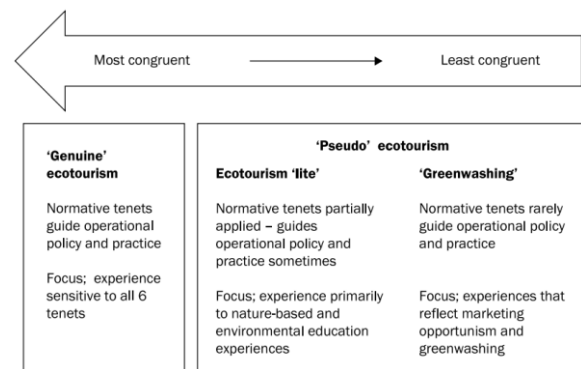 Most congruent
Least congruent
'Genuine'
ecotourism
Normative tenets
guide operational
policy and practice
Focus; experience
sensitive to all 6
tenets
'Pseudo' ecotourism
Ecotourism 'lite'
Normative tenets partially
applied – guides
operational policy and
practice sometimes
Focus; experience primarily
to nature-based and
environmental education
experiences
'Greenwashing'
Normative tenets rarely
guide operational policy
and practice
Focus; experiences that
reflect marketing
opportunism and
greenwashing